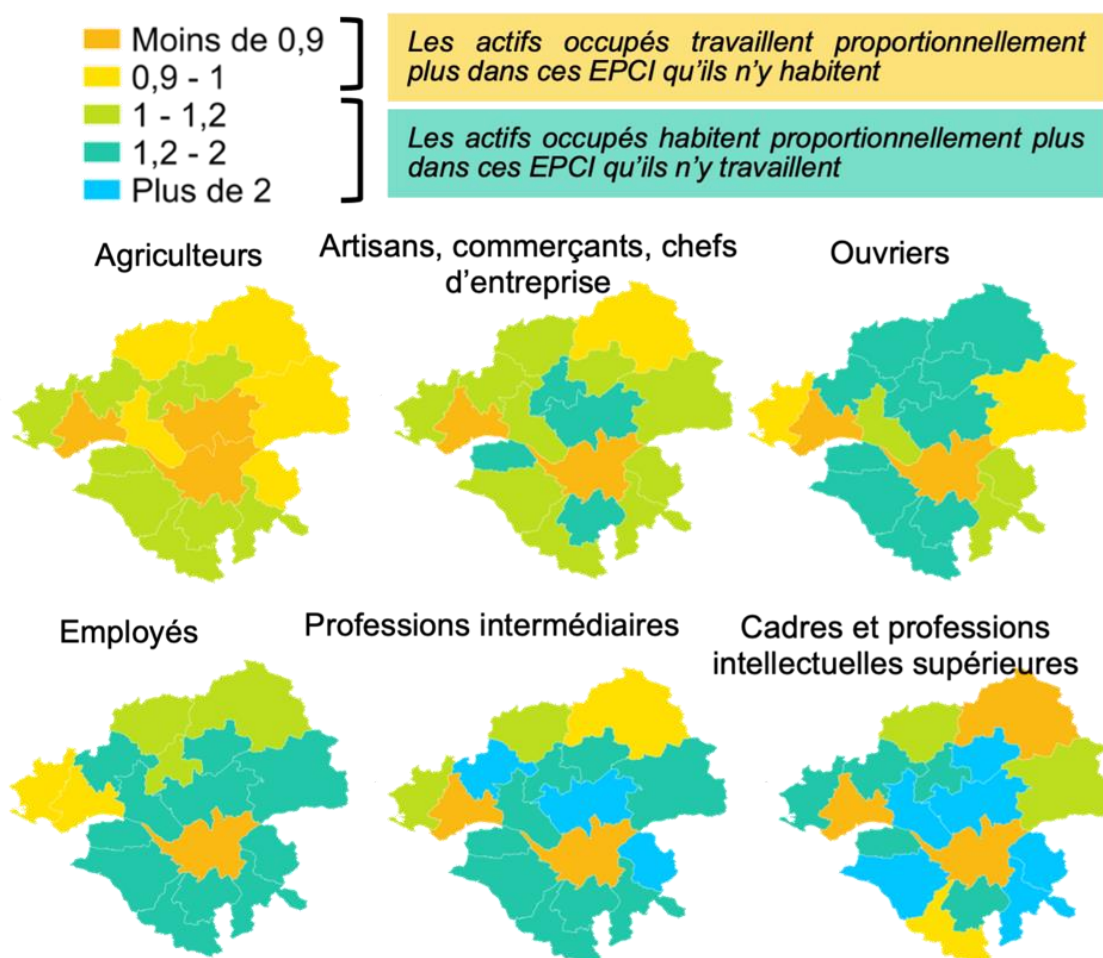 Moins de 0,9
0,9 - 1
1 - 1,2
1,2 - 2
Plus de 2
Les actifs occupés travaillent proportionnellement
plus dans ces EPCI qu’ils n’y habitent
Les actifs occupés habitent proportionnellement plus
dans ces EPCI qu’ils n’y travaillent
Agriculteurs
Artisans, commerçants, chefs
d’entreprise
Ouvriers
Employés
Professions intermédiaires
Cadres et professions
intellectuelles supérieures